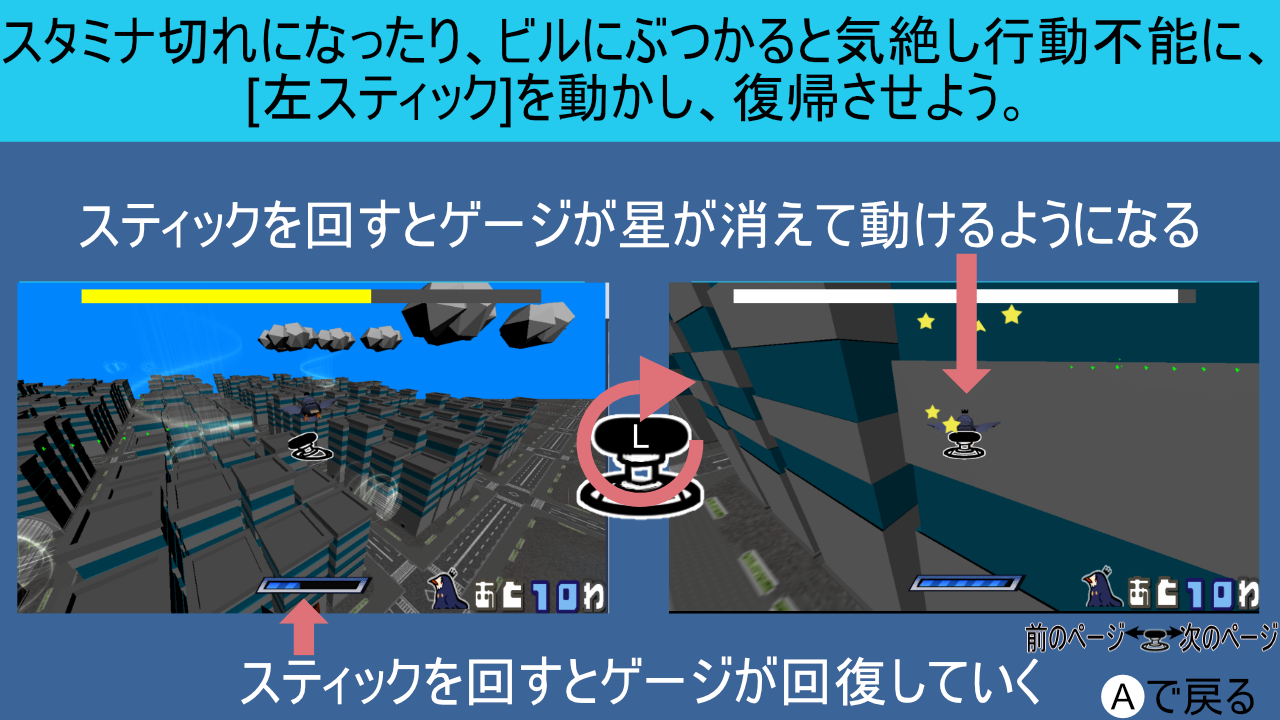 スタミナ切れになったり、ビルにぶつかると気絶し行動不能に、
[左スティック]を動かし、復帰させよう。
スティックを回すとゲージが星が消えて動けるようになる
L
あと10わ
あと10わ
前のページ 次のページ
スティックを回すとゲージが回復していく
Aで戻る